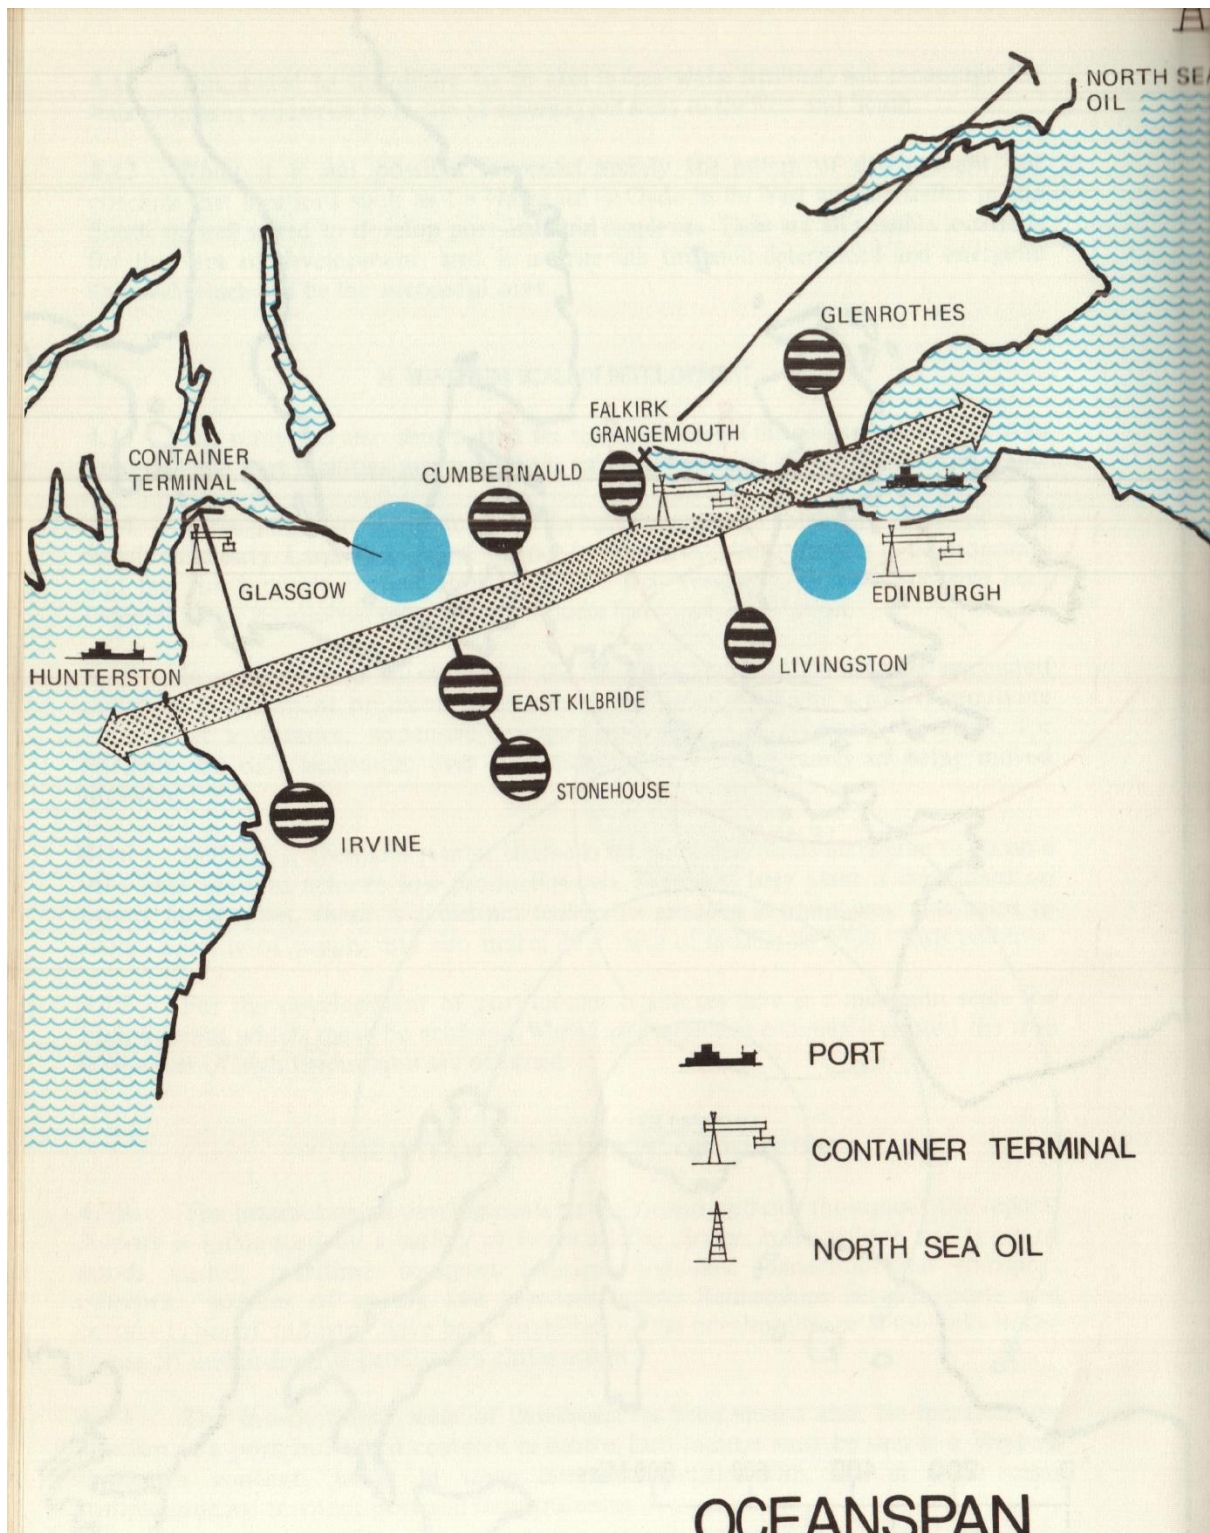 NORTH SEA
OIL
GLENROTHES
FALKIRK
GRANGEMOUTH
CONTAINER
TERMINAL
CUMBERNAULD
GLASGOW
EDINBURGH
HUNTERSTON
LIVINGSTON
EAST KILBRIDE
STONEHOUSE
IRVINE
PORT
CONTAINER TERMINAL
NORTH SEA OIL
OCEANSPAN